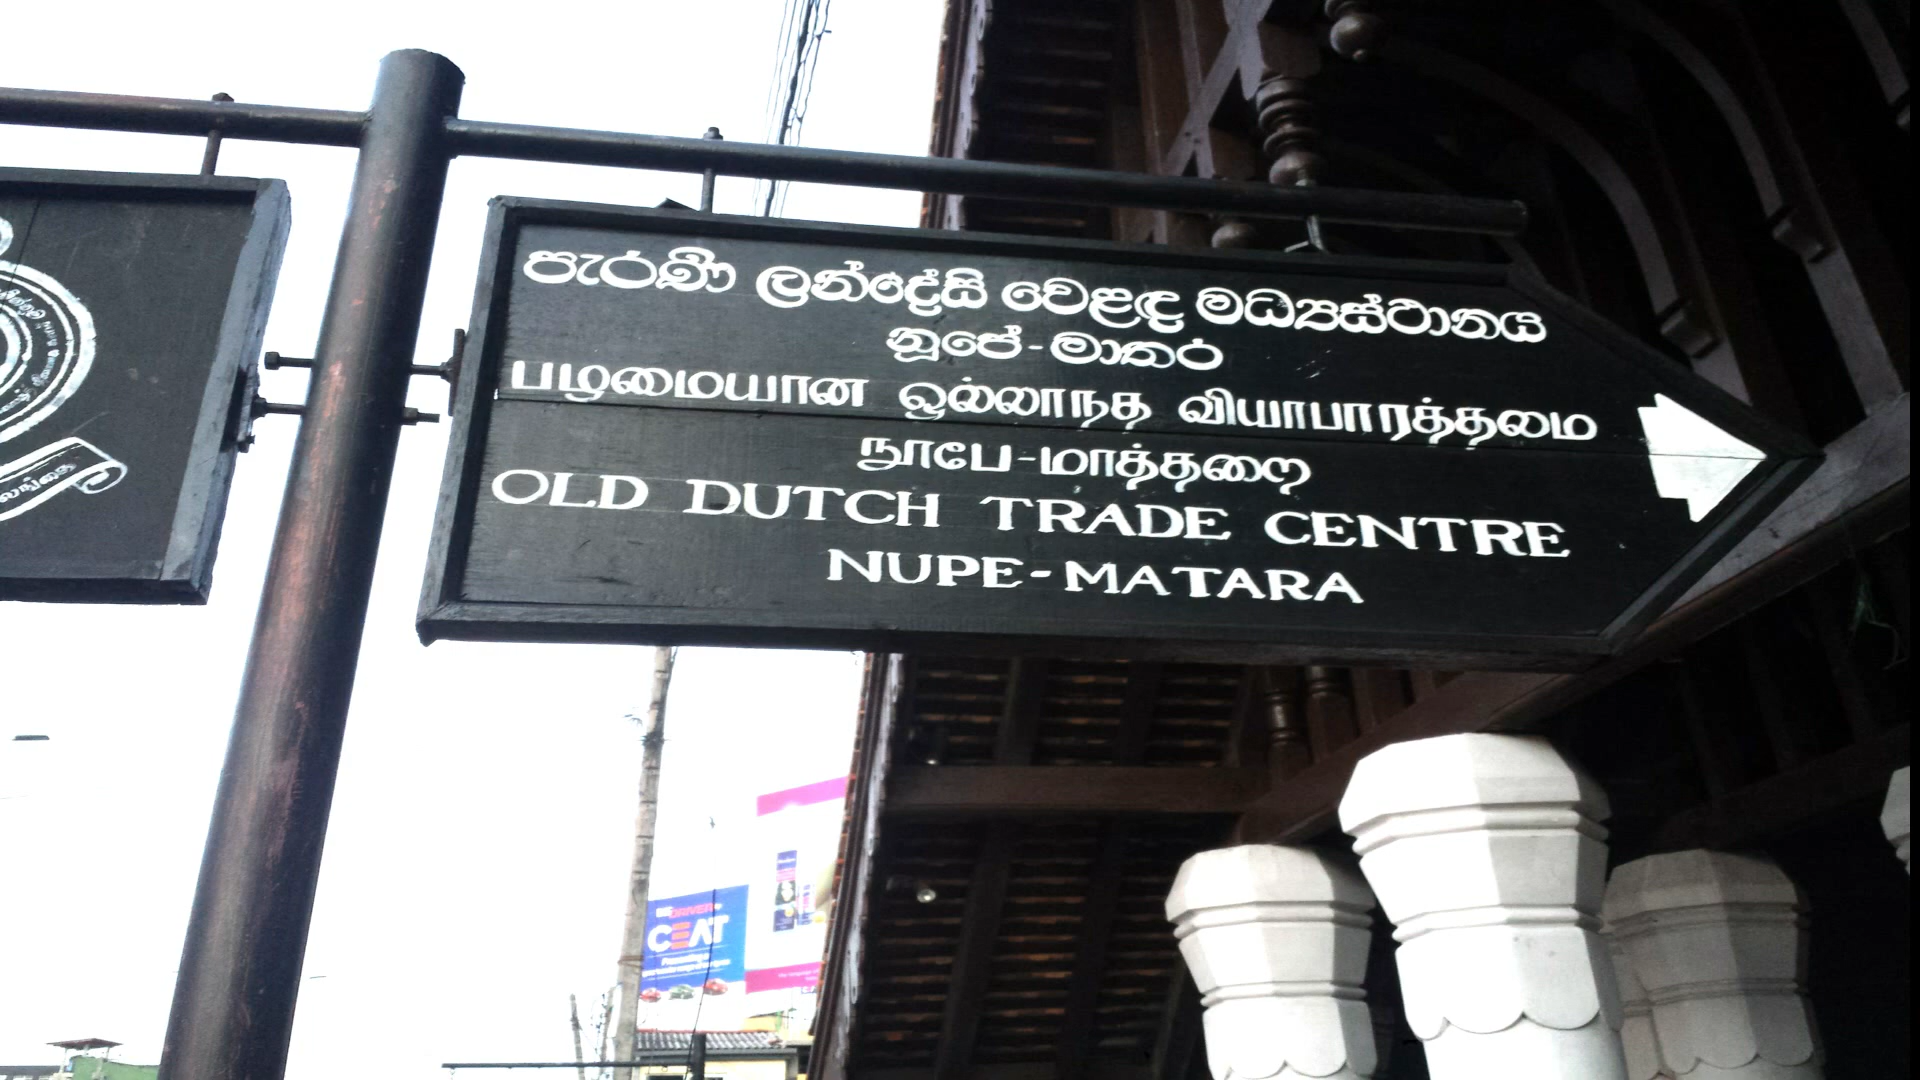 පැරණි ලන්දේසි වෙළඳ මධ්‍යස්ථානය
නූපේ-මාතර
பழமையான ஒல்லாந்த வியாபாரத்தலமை
நூபே-மாத்தறை
OLD DUTCH TRADE CENTRE
NUPE-MATARA
CEAT